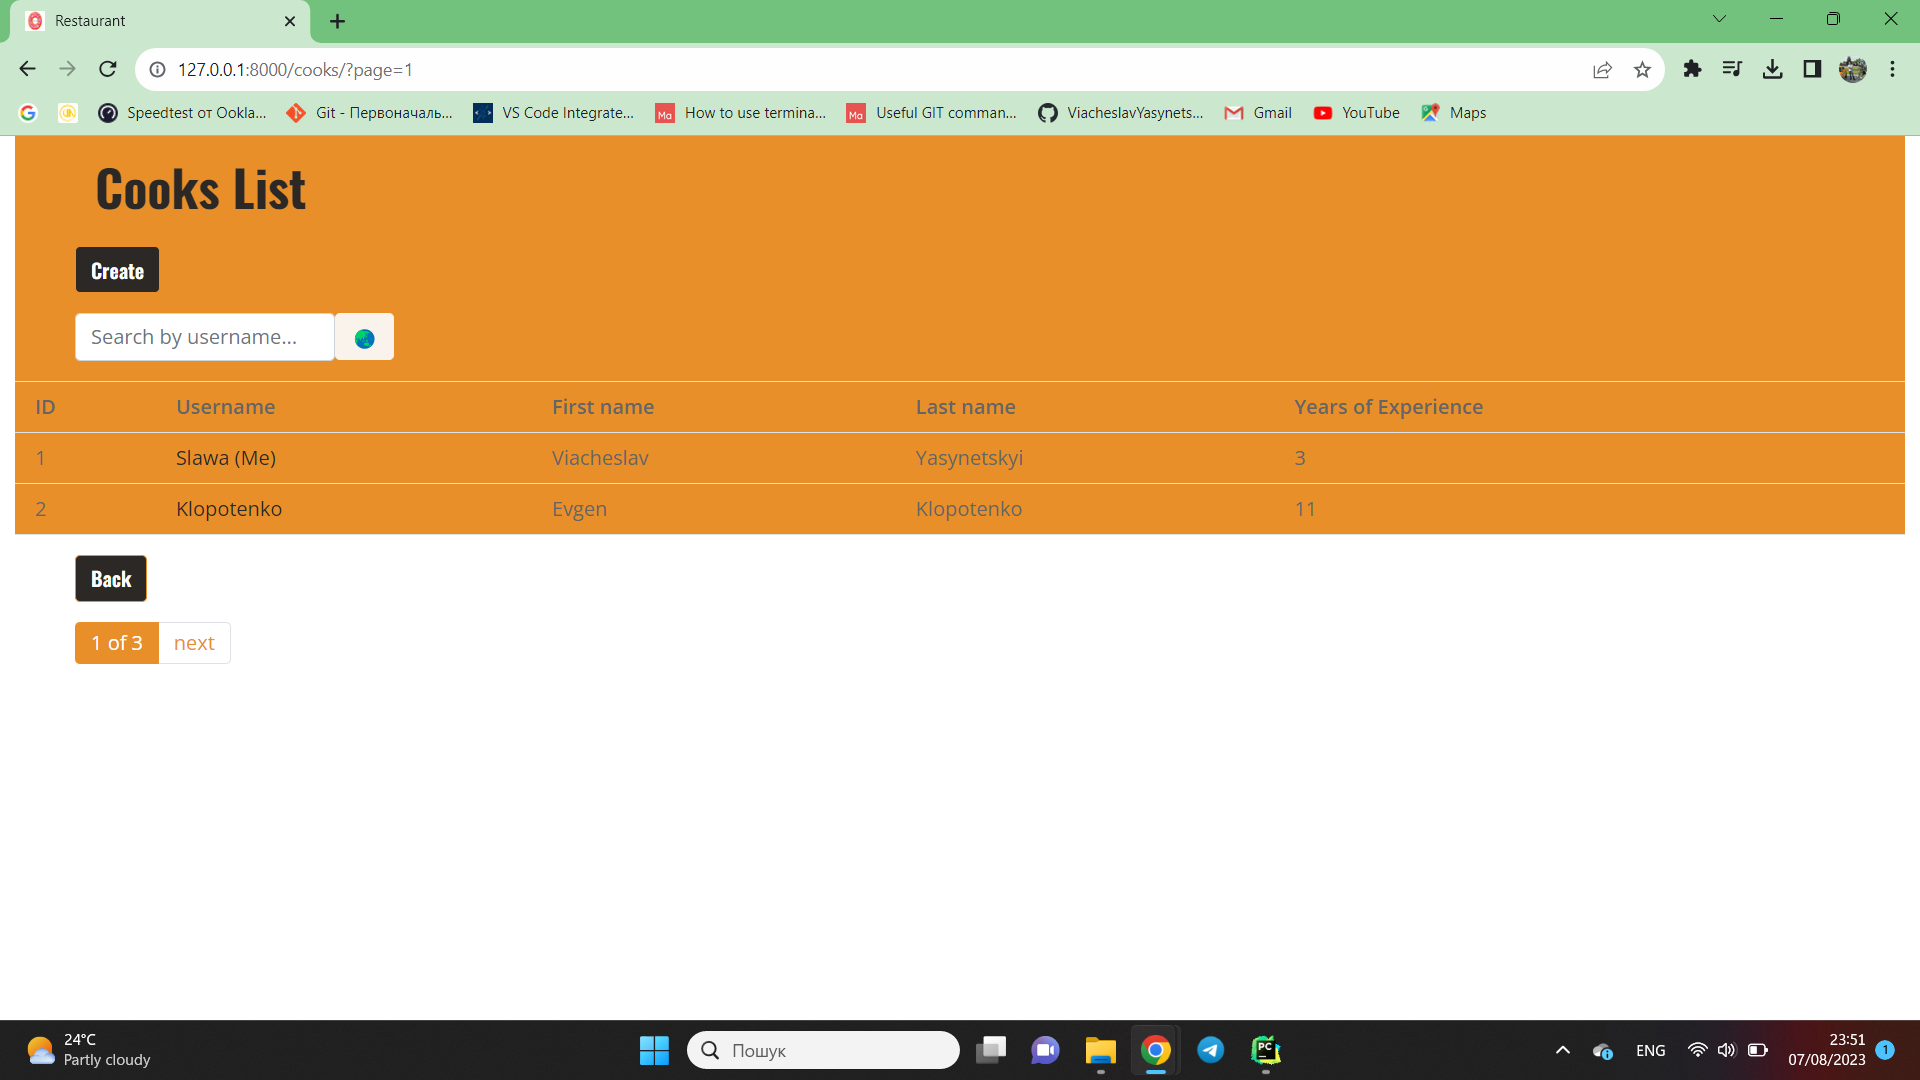 Restaurant
127.0.0.1:8000/cooks/?page=1
Speedtest от Ookla...
Git - Первоначаль...
VS Code Integrate...
Ma
How to use termina...
Ma
Useful GIT comman...
ViacheslavYasynets...
Gmail
YouTube
Maps
Cooks List
Create
Search by username...
ID Username First name Last name Years of Experience
1 Slawa (Me) Viacheslav Yasynetskyi 3
2 Klopotenko Evgen Klopotenko 11
Back
1 of 3 next
24°C
Partly cloudy
Пошук
PC
ENG
23:51
07/08/2023
1